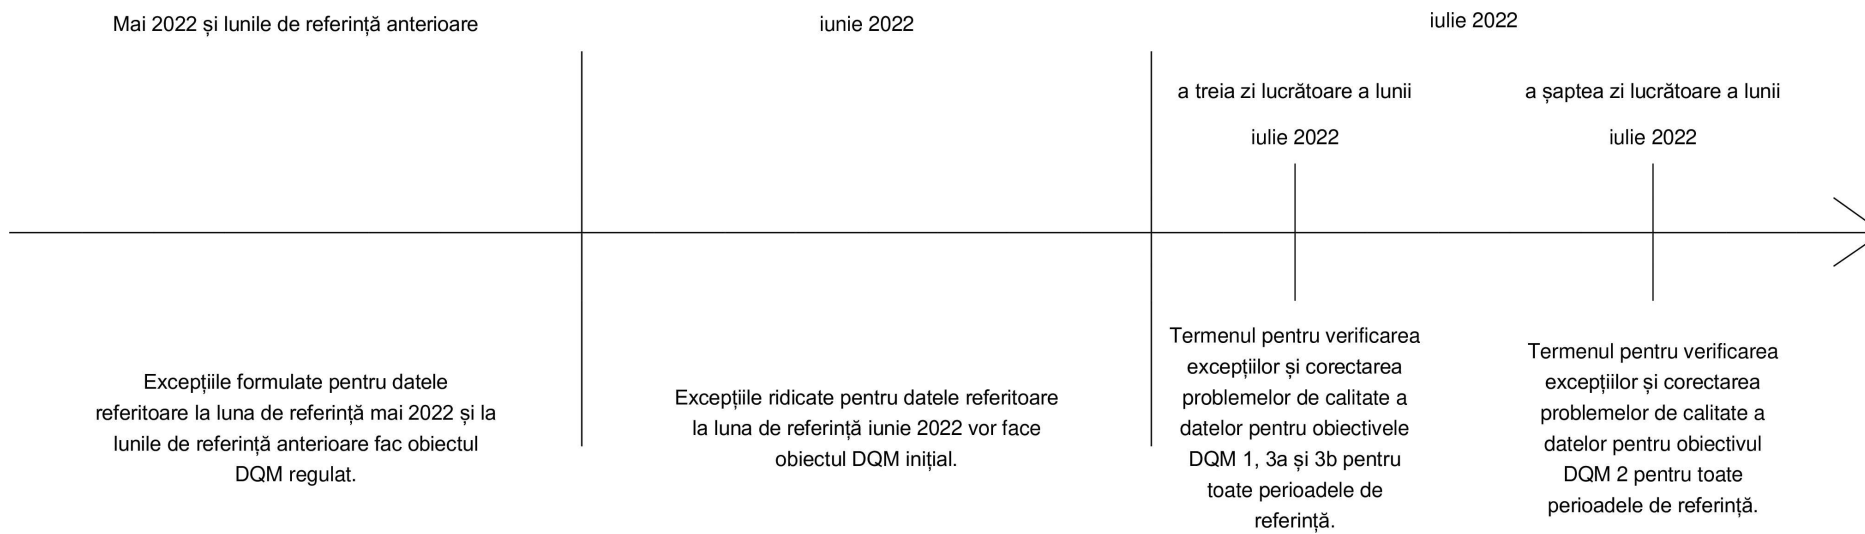 Mai 2022 și lunile de referință anterioare
iunie 2022
iulie 2022
a treia zi lucrătoare a lunii
iulie 2022
a șaptea zi lucrătoare a lunii
iulie 2022
Excepțiile formulate pentru datele
referitoare la luna de referință mai 2022 și la
lunile de referință anterioare fac obiectul
DQM regulat.
Excepțiile ridicate pentru datele referitoare
la luna de referință iunie 2022 vor face
obiectul DQM inițial.
Termenul pentru verificarea
excepțiilor și corectarea
problemelor de calitate a
datelor pentru obiectivele
DQM 1, 3a și 3b pentru
toate perioadele de
referință.
Termenul pentru verificarea
excepțiilor și corectarea
problemelor de calitate a
datelor pentru obiectivul
DQM 2 pentru toate
perioadele de referință.